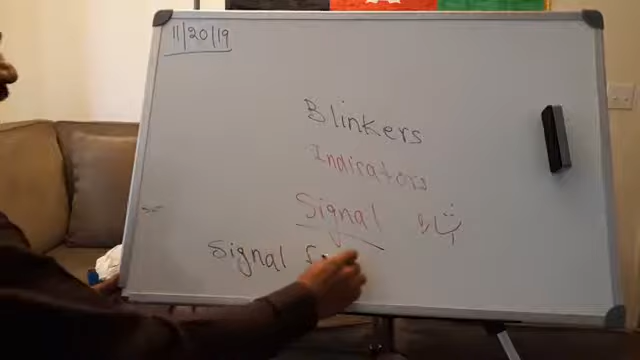 11/20/19
Blinkers
Indicators
Signal اشاره
Signal